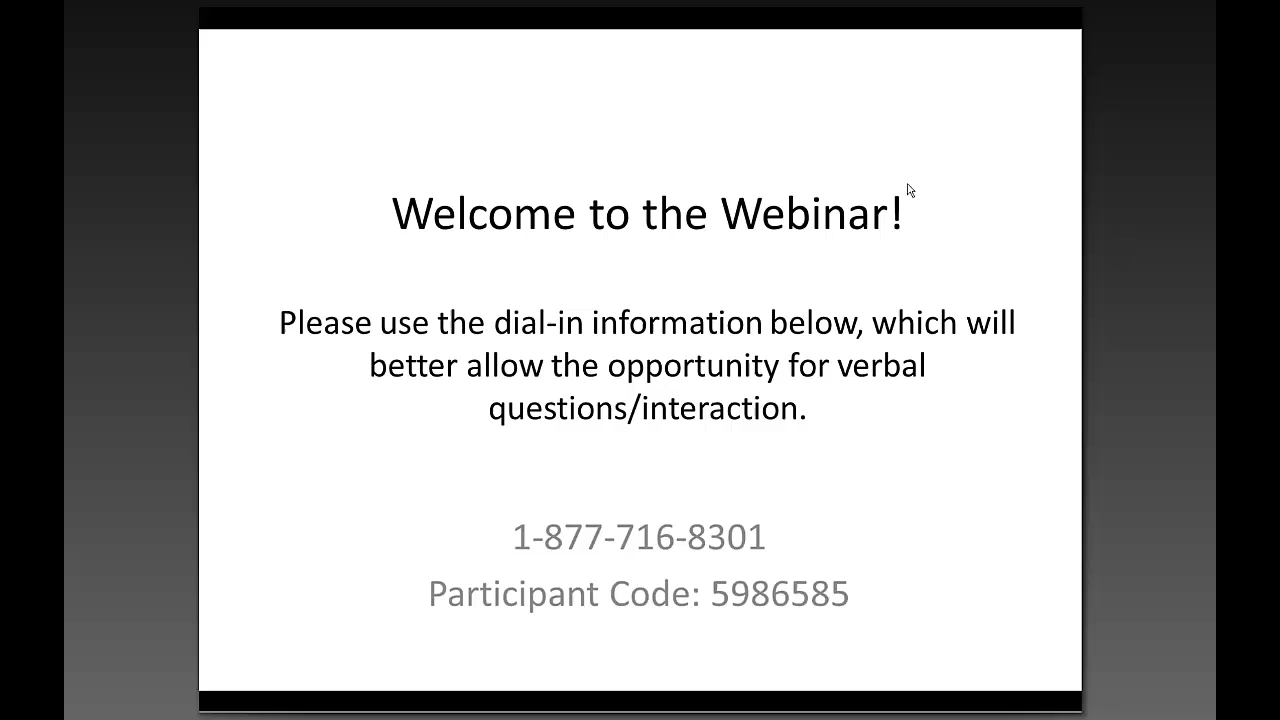 Welcome to the Webinar!
Please use the dial-in information below, which will
better allow the opportunity for verbal
questions/interaction.
1-877-716-8301
Participant Code: 5986585